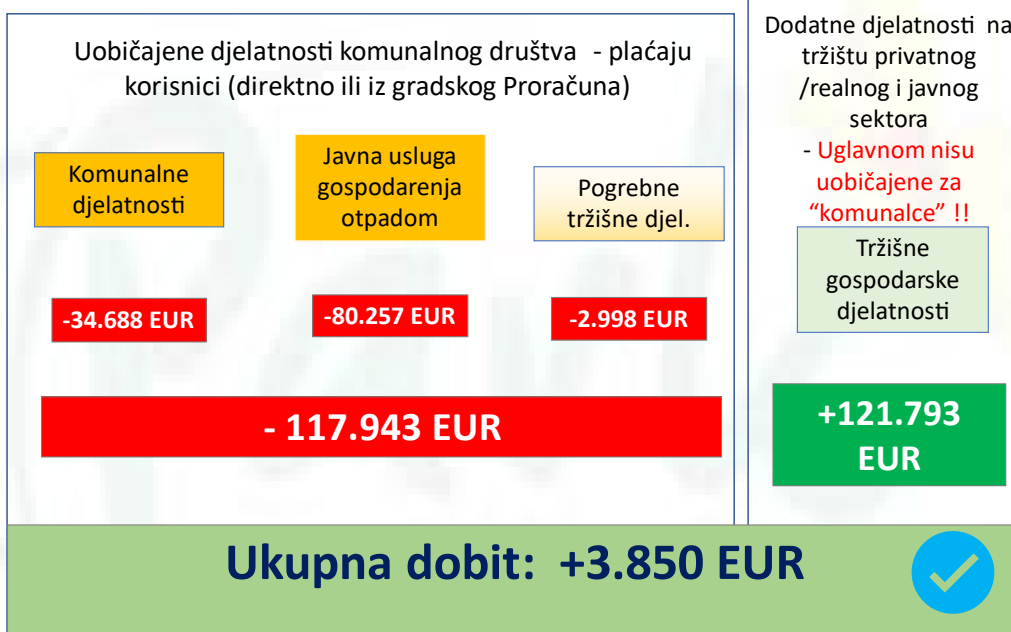 Uobičajene djelatnosti komunalnog društva - plaćaju
korisnici (direktno ili iz gradskog Proračuna)
Komunalne
djelatnosti
Javna usluga
gospodarenja
otpadom
Pogrebne
tržišne djel.
-34.688 EUR
-80.257 EUR
-2.998 EUR
- 117.943 EUR
Dodatne djelatnosti na
tržištu privatnog
/realnog i javnog
sektora
- Uglavnom nisu
uobičajene za
“komunalce” !!
Tržišne
gospodarske
djelatnosti
+121.793
EUR
Ukupna dobit: +3.850 EUR